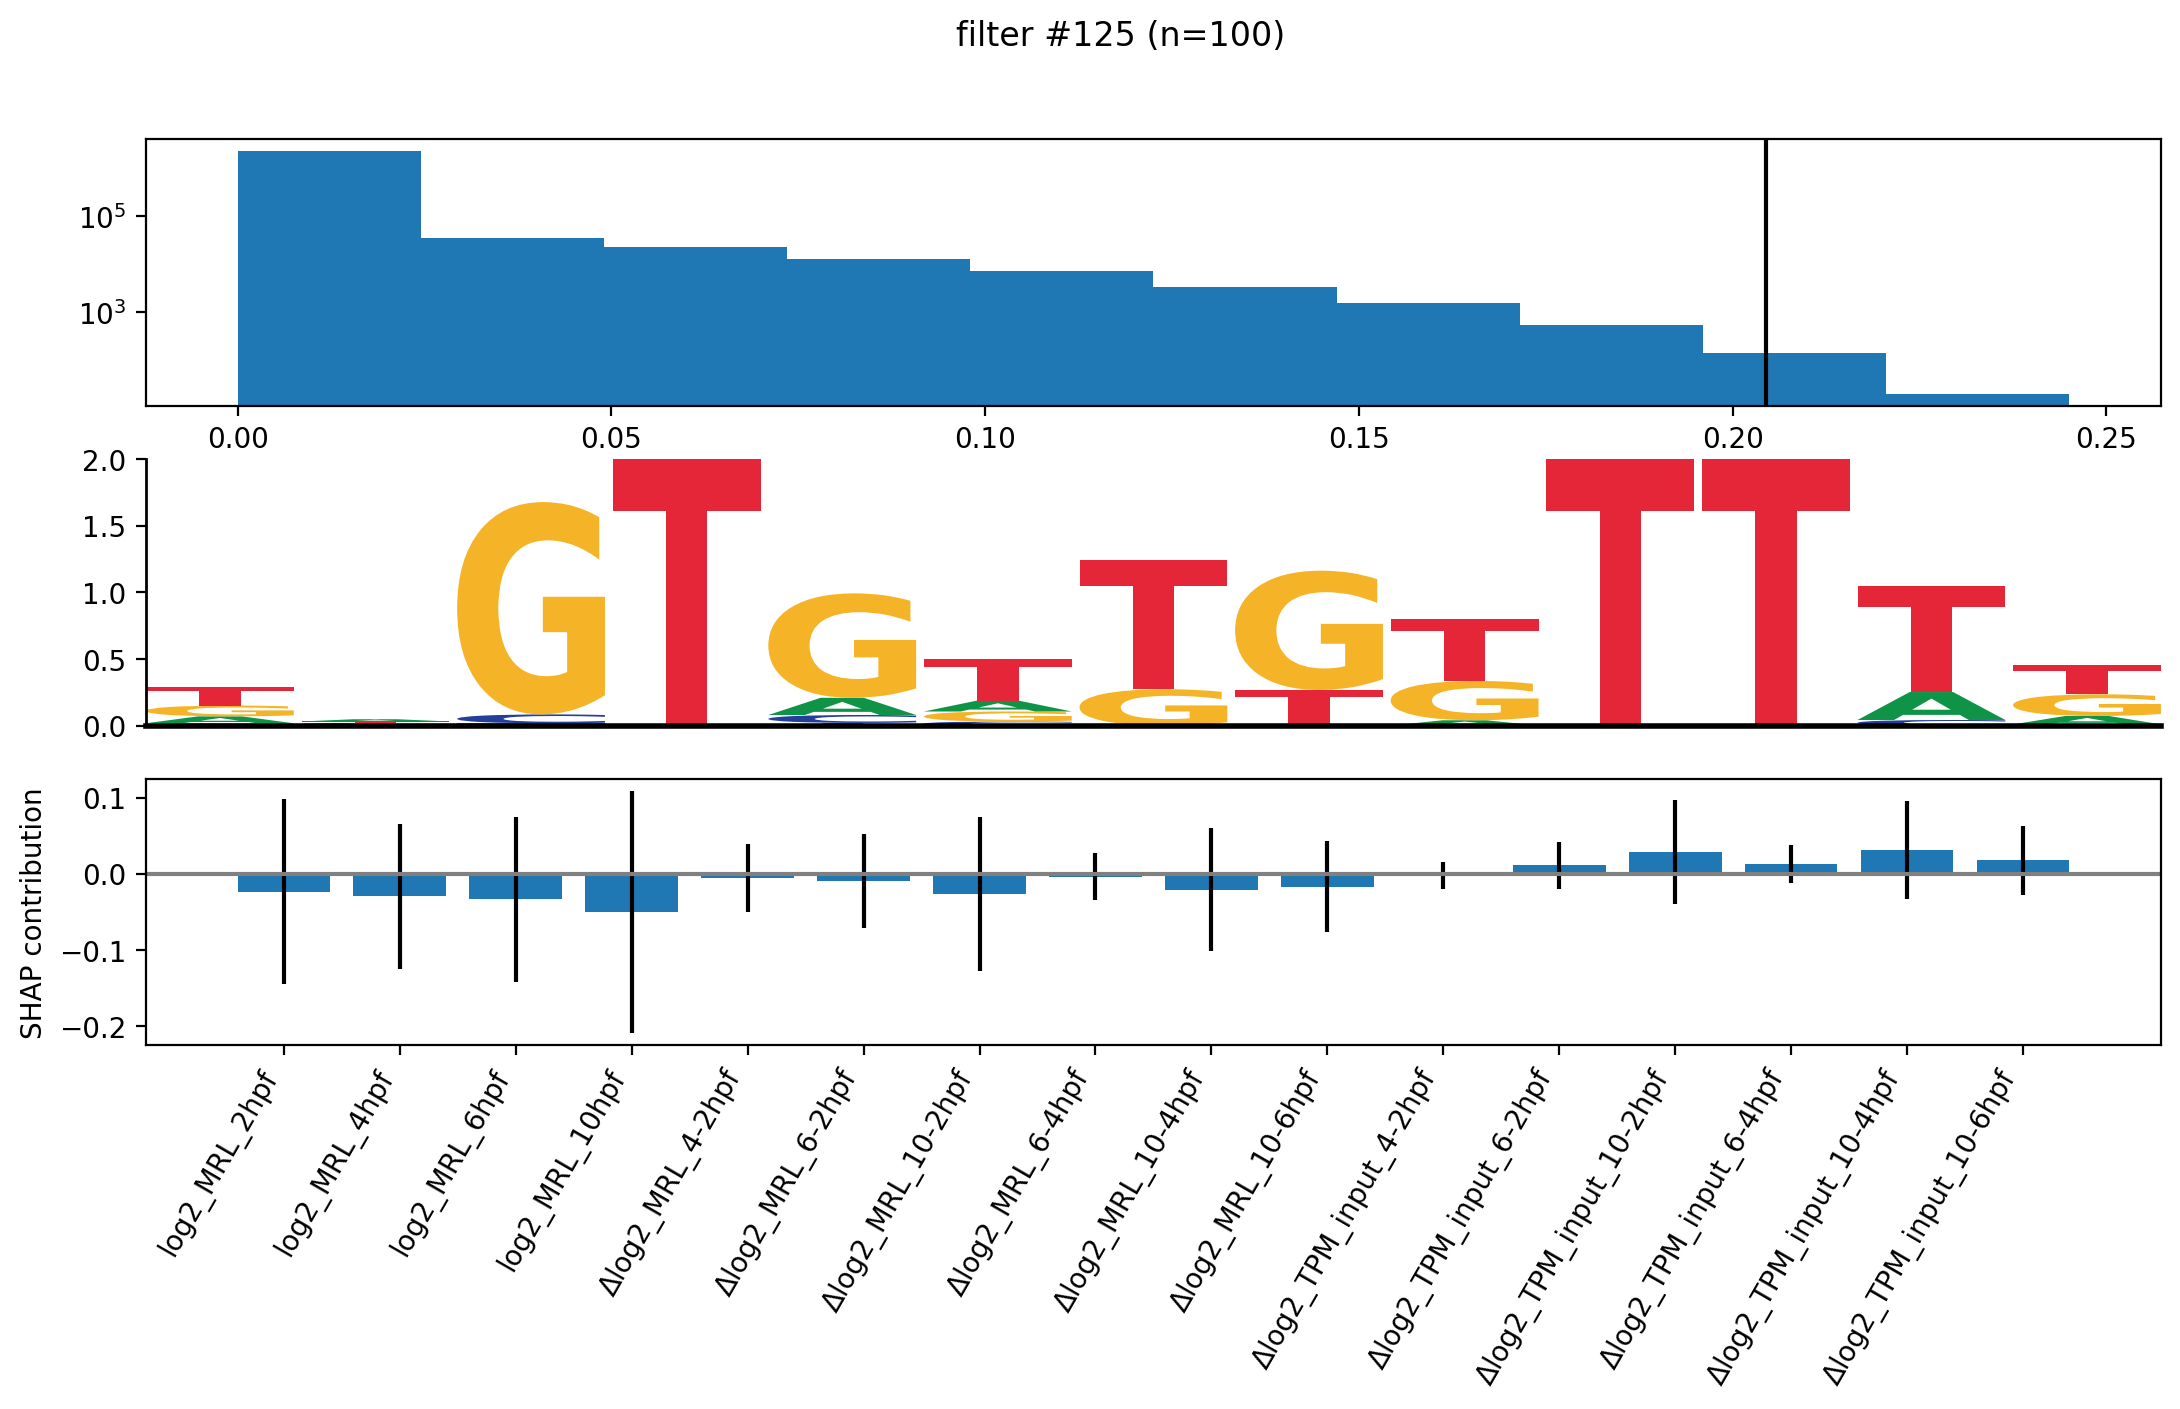 filter #125 (n=100)
10^5
10^3
0.00 0.05 0.10 0.15 0.20 0.25
2.0
1.5
1.0
0.5
0.0
T G A
A T
G C
T
G A C
T A G C
T G
G T
T G A
T
T
T A C
T G A
SHAP contribution
0.1
0.0
−0.1
−0.2
log2_MRL_2hpf
log2_MRL_4hpf
log2_MRL_6hpf
log2_MRL_10hpf
Δlog2_MRL_4-2hpf
Δlog2_MRL_6-2hpf
Δlog2_MRL_10-2hpf
Δlog2_MRL_6-4hpf
Δlog2_MRL_10-4hpf
Δlog2_MRL_10-6hpf
Δlog2_TPM_input_4-2hpf
Δlog2_TPM_input_6-2hpf
Δlog2_TPM_input_10-2hpf
Δlog2_TPM_input_6-4hpf
Δlog2_TPM_input_10-4hpf
Δlog2_TPM_input_10-6hpf